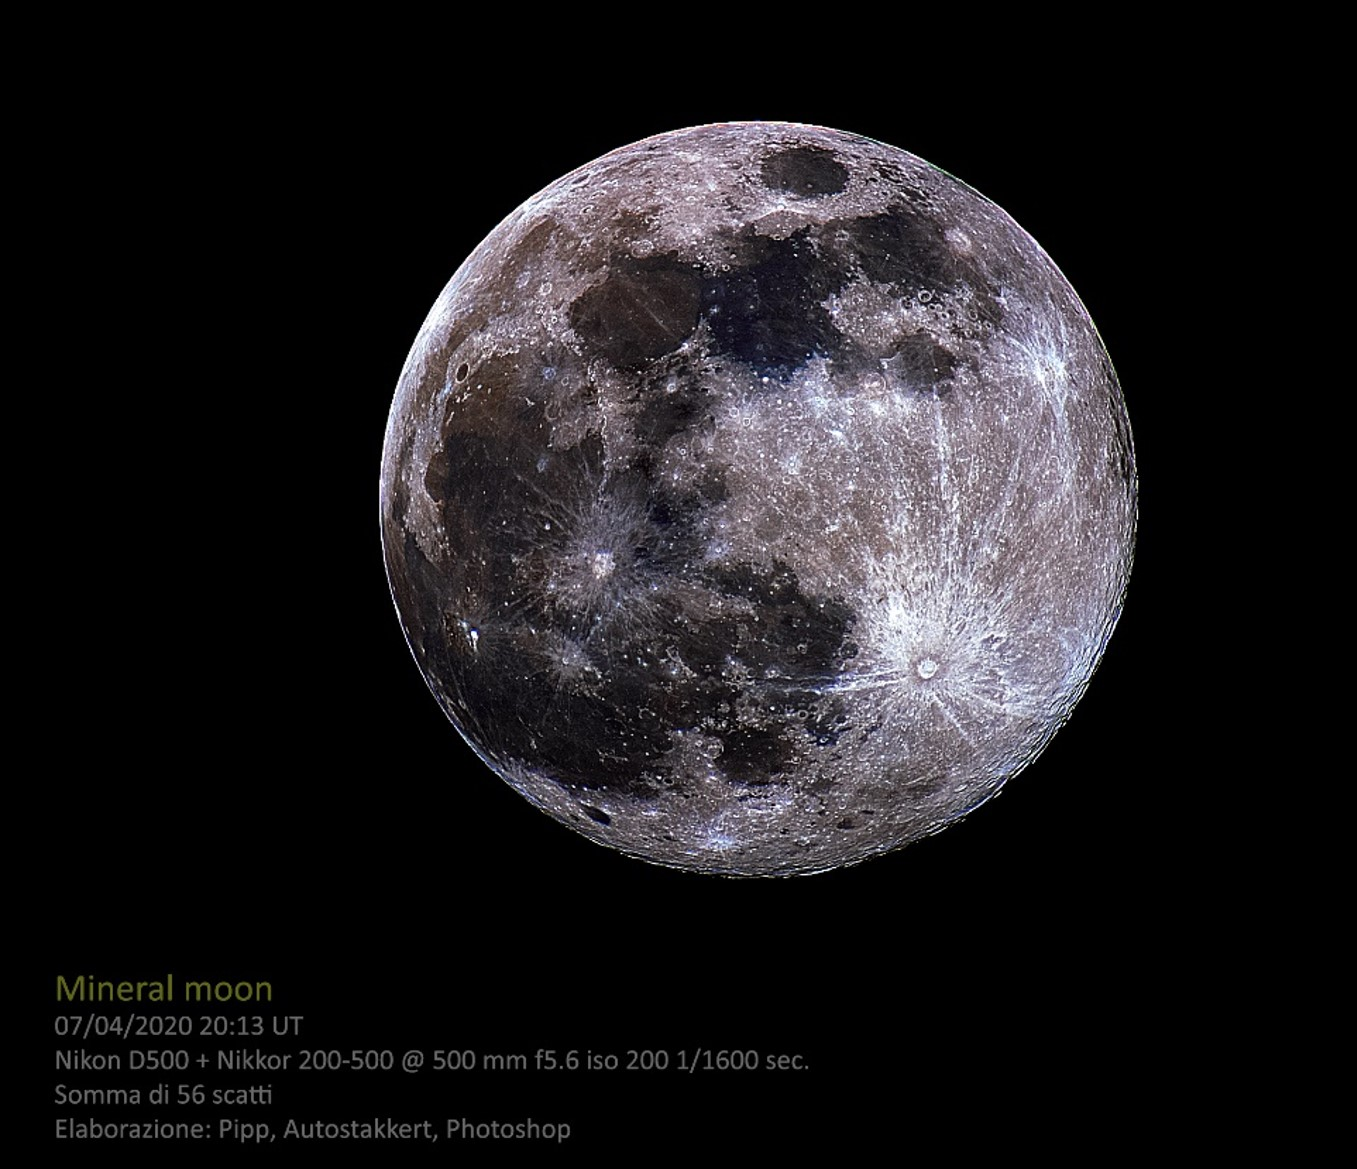 Mineral moon
07/04/2020 20:13 UT
Nikon D500 + Nikkor 200-500 @ 500 mm f5.6 iso 200 1/1600 sec.
Somma di 56 scatti
Elaborazione: Pipp, Autostakkert, Photoshop